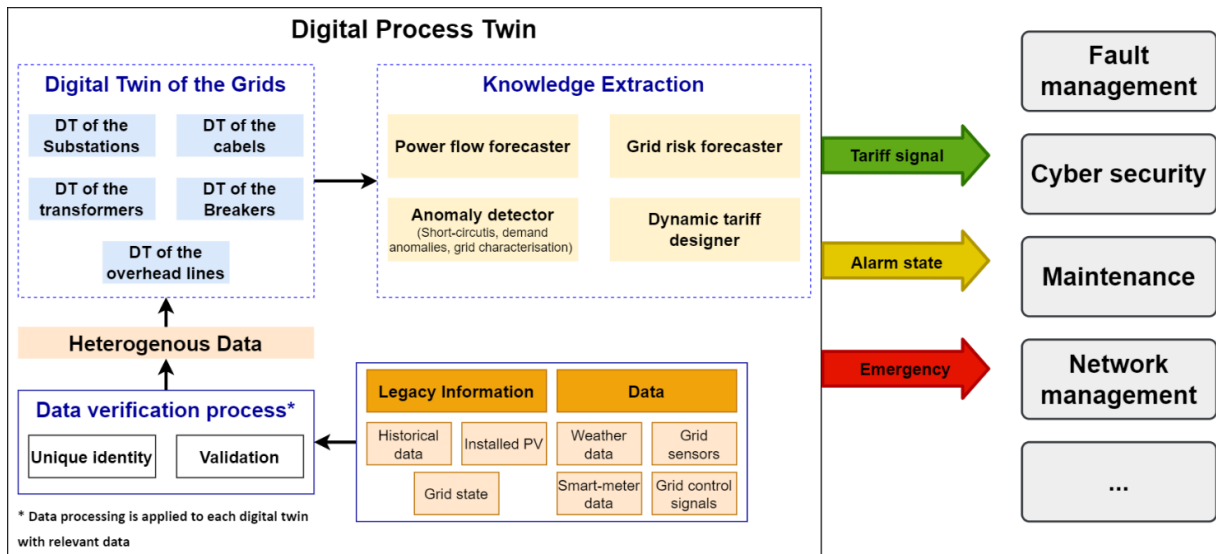 Digital Process Twin
Digital Twin of the Grids
DT of the
Substations
DT of the
cabels
DT of the
transformers
DT of the
Breakers
DT of the
overhead lines
Knowledge Extraction
Power flow forecaster
Grid risk forecaster
Anomaly detector
(Short-circutis, demand
anomalies, grid characterisation)
Dynamic tariff
designer
Heterogenous Data
Data verification process*
Unique identity
Validation
* Data processing is applied to each digital twin
with relevant data
Legacy Information
Data
Historical
data
Installed PV
Grid state
Weather
data
Grid
sensors
Smart-meter
data
Grid control
signals
Tariff signal
Alarm state
Emergency
Fault
management
Cyber security
Maintenance
Network
management
...